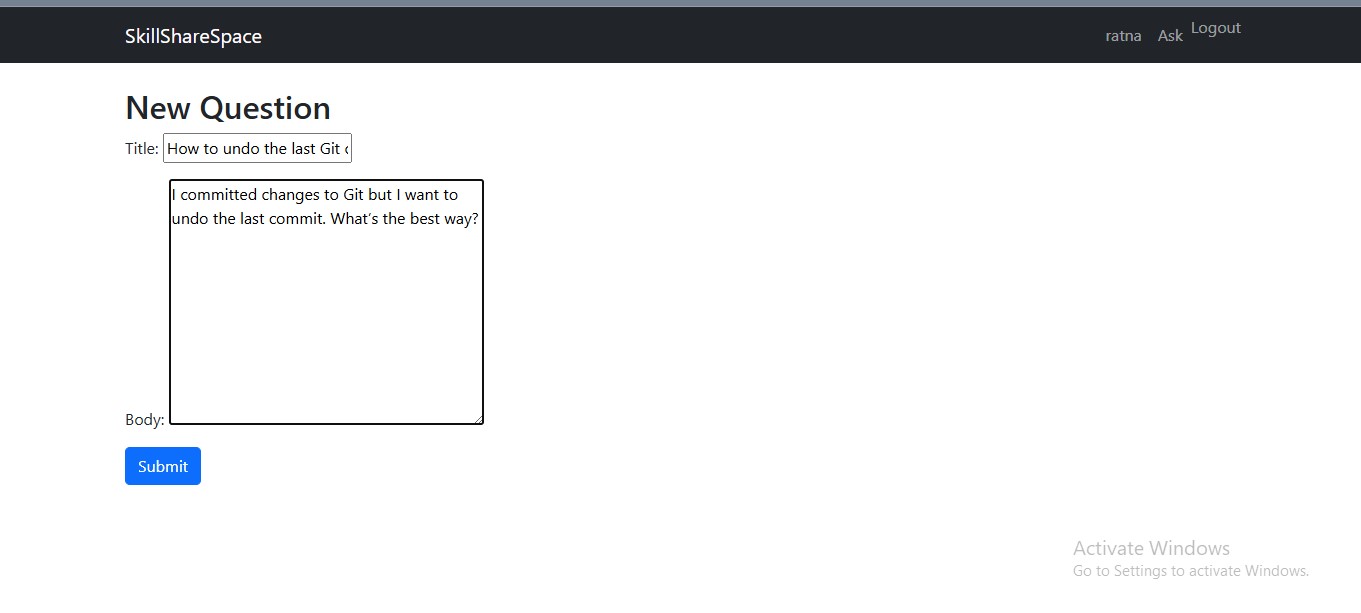 SkillShareSpace
ratna Ask Logout
New Question
Title: How to undo the last Git
I committed changes to Git but I want to
undo the last commit. What's the best way?
Body:
Submit
Activate Windows
Go to Settings to activate Windows.